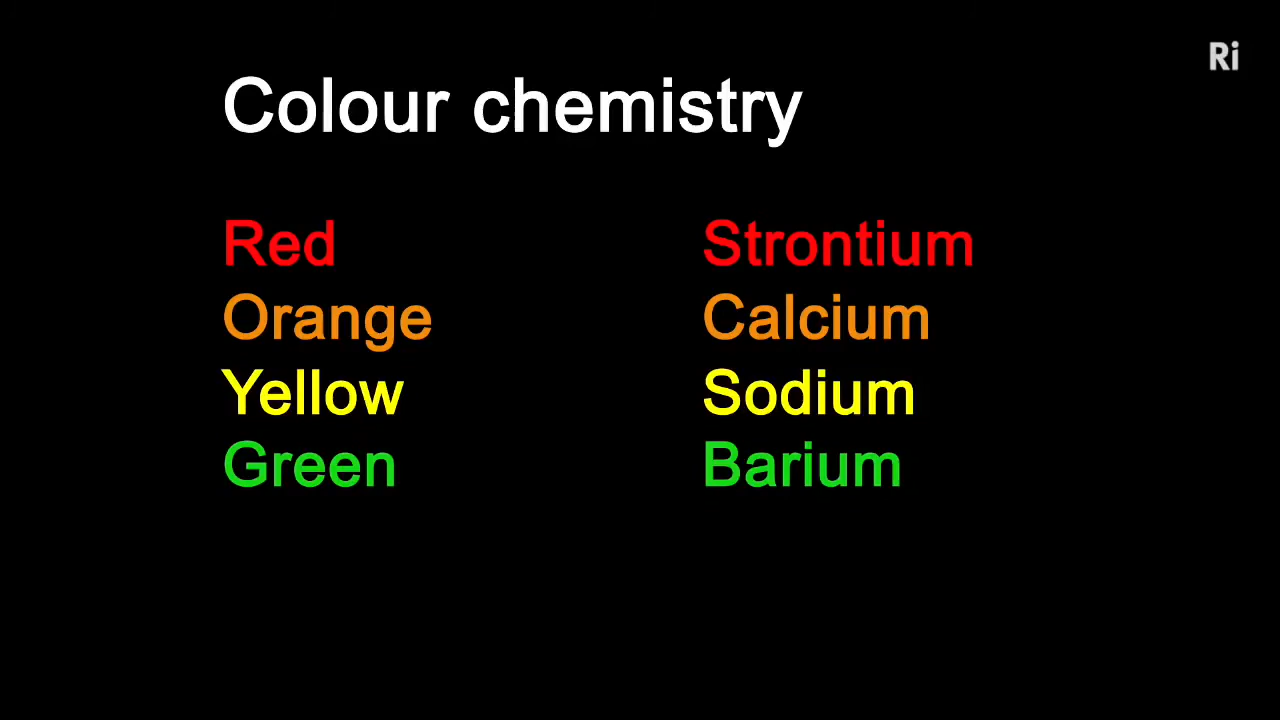 Ri
Colour chemistry
Red Strontium
Orange Calcium
Yellow Sodium
Green Barium